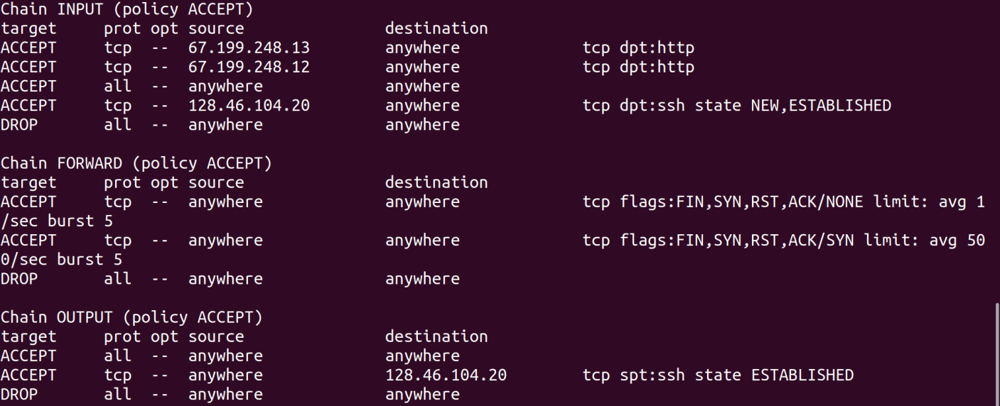 Chain INPUT (policy ACCEPT)
target     prot opt source               destination
ACCEPT     tcp  --  67.199.248.13        anywhere             tcp dpt:http
ACCEPT     tcp  --  67.199.248.12        anywhere             tcp dpt:http
ACCEPT     all  --  anywhere             anywhere
ACCEPT     tcp  --  128.46.104.20        anywhere             tcp dpt:ssh state NEW,ESTABLISHED
DROP       all  --  anywhere             anywhere

Chain FORWARD (policy ACCEPT)
target     prot opt source               destination
ACCEPT     tcp  --  anywhere             anywhere             tcp flags:FIN,SYN,RST,ACK/NONE limit: avg 1
/sec burst 5
ACCEPT     tcp  --  anywhere             anywhere             tcp flags:FIN,SYN,RST,ACK/SYN limit: avg 50
0/sec burst 5
DROP       all  --  anywhere             anywhere

Chain OUTPUT (policy ACCEPT)
target     prot opt source               destination
ACCEPT     all  --  anywhere             anywhere
ACCEPT     tcp  --  anywhere             128.46.104.20        tcp spt:ssh state ESTABLISHED
DROP       all  --  anywhere             anywhere